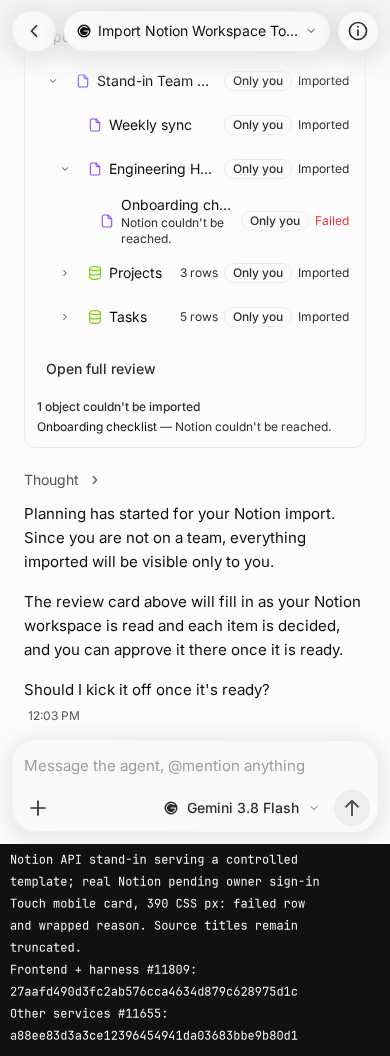 Import Notion Workspace To...
Stand-in Team ... Only you Imported
Weekly sync Only you Imported
Engineering H... Only you Imported
Onboarding ch...
Notion couldn't be
reached.
Only you Failed
Projects 3 rows Only you Imported
Tasks 5 rows Only you Imported
Open full review
1 object couldn't be imported
Onboarding checklist — Notion couldn't be reached.
Thought
Planning has started for your Notion import.
Since you are not on a team, everything
imported will be visible only to you.
The review card above will fill in as your Notion
workspace is read and each item is decided,
and you can approve it there once it is ready.
Should I kick it off once it's ready?
12:03 PM
Message the agent, @mention anything
Gemini 3.8 Flash
Notion API stand-in serving a controlled
template; real Notion pending owner sign-in
Touch mobile card, 390 CSS px: failed row
and wrapped reason. Source titles remain
truncated.
Frontend + harness #11809:
27aafd490d3fc2ab576cca4634d879c628975d1c
Other services #11655:
a88ee83d3a3ce12396454941da03683bbe9b80d1